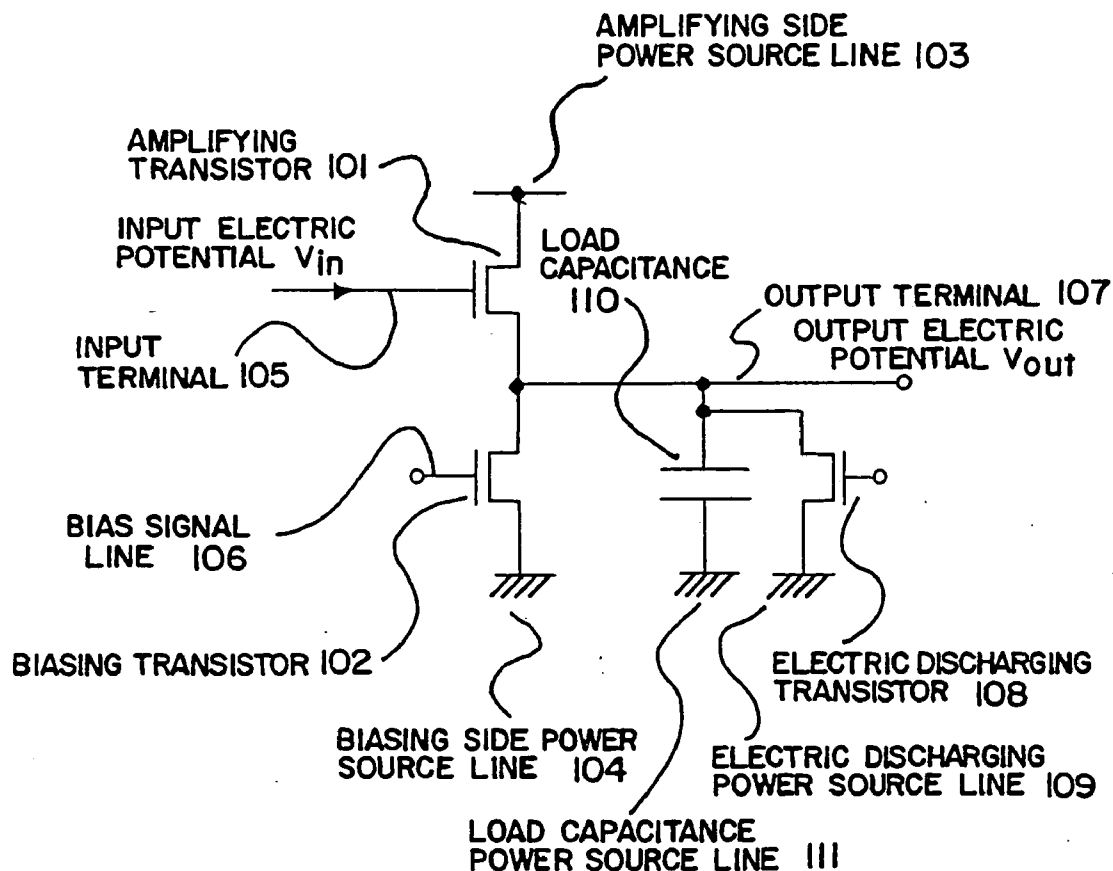 AMPLIFYING SIDE
POWER SOURCE LINE 103
AMPLIFYING
TRANSISTOR 101
INPUT ELECTRIC
POTENTIAL Vin
LOAD
CAPACITANCE
110
OUTPUT TERMINAL 107
OUTPUT ELECTRIC
POTENTIAL Vout
INPUT
TERMINAL 105
BIAS SIGNAL
LINE 106
BIASING TRANSISTOR 102
ELECTRIC DISCHARGING
TRANSISTOR 108
BIASING SIDE POWER
SOURCE LINE 104
ELECTRIC DISCHARGING
POWER SOURCE LINE 109
LOAD CAPACITANCE
POWER SOURCE LINE 111